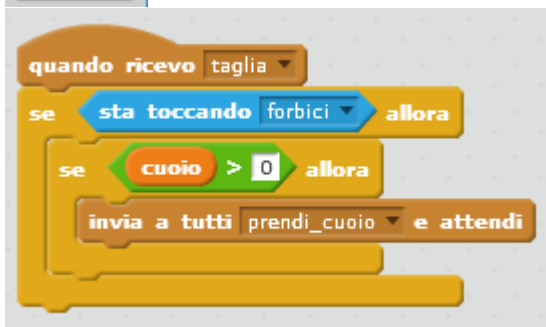 quando ricevo taglia
se sta toccando forbici allora
se cuoio > 0 allora
invia a tutti prendi_cuoio e attendi